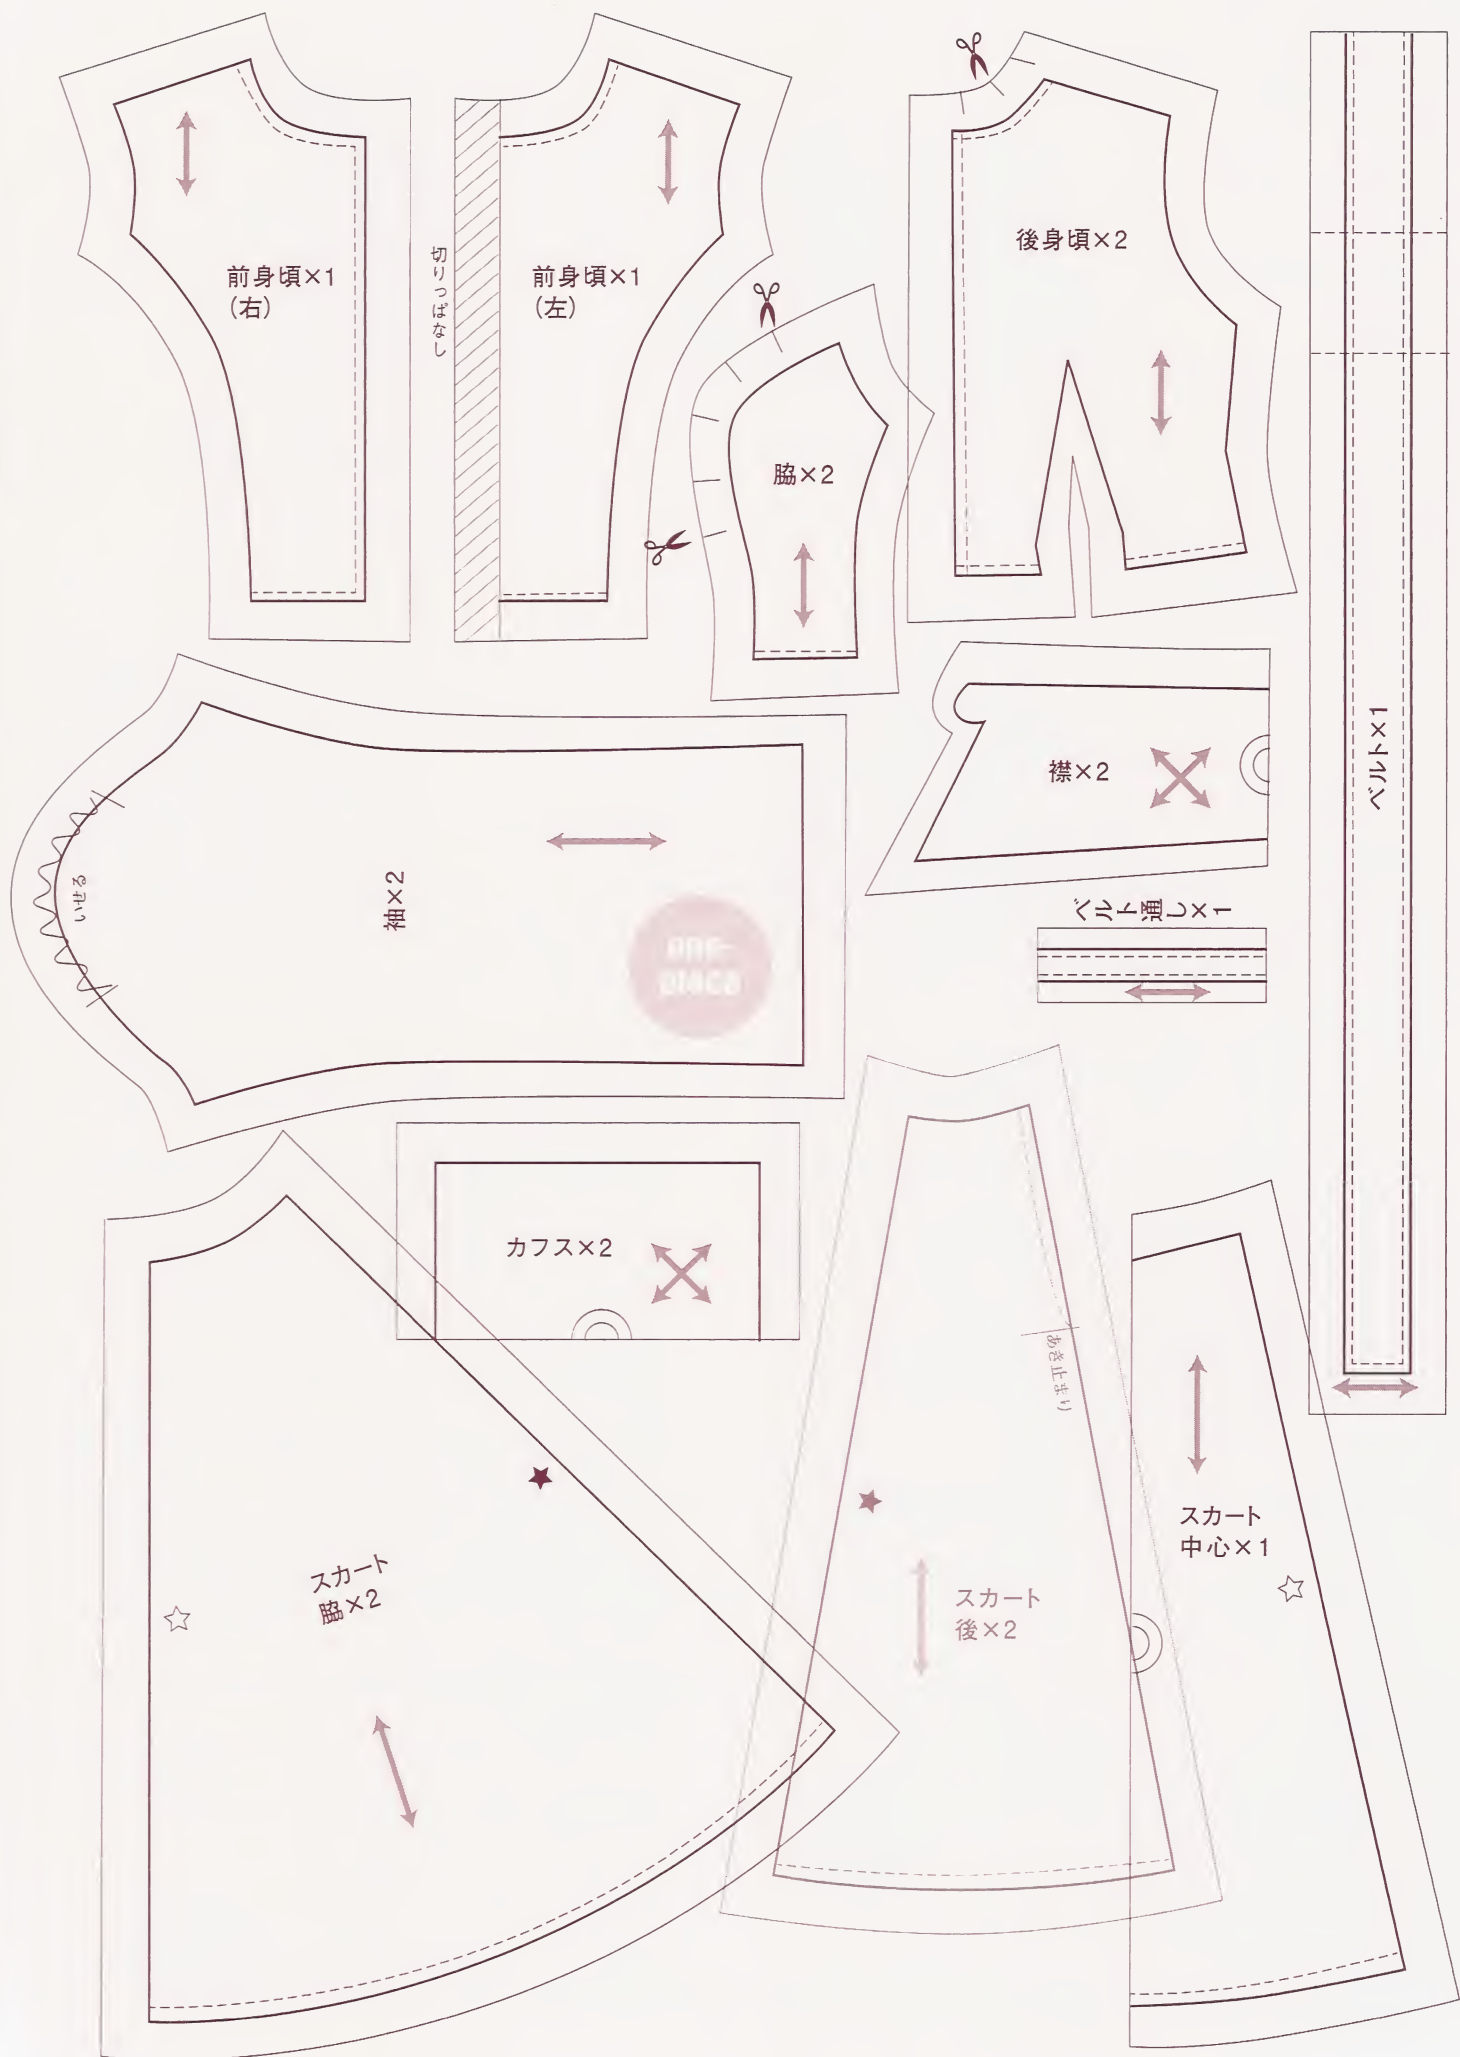 前身頃×1
（右）
切りっぱなし
前身頃×1
（左）
後身頃×2
脇×2
ベルト×1
襟×2
ベルト通し×1
いせる
袖×2
ONE-
PIECE
カフス×2
あき止まり
スカート
脇×2
スカート
後×2
スカート
中心×1